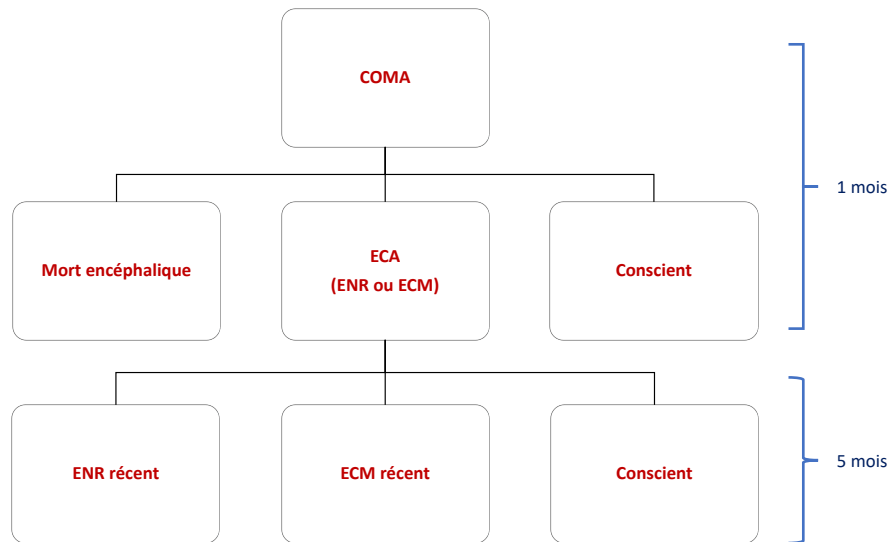 COMA
1 mois
Mort encéphalique
ECA
(ENR ou ECM)
Conscient
ENR récent
ECM récent
Conscient
5 mois